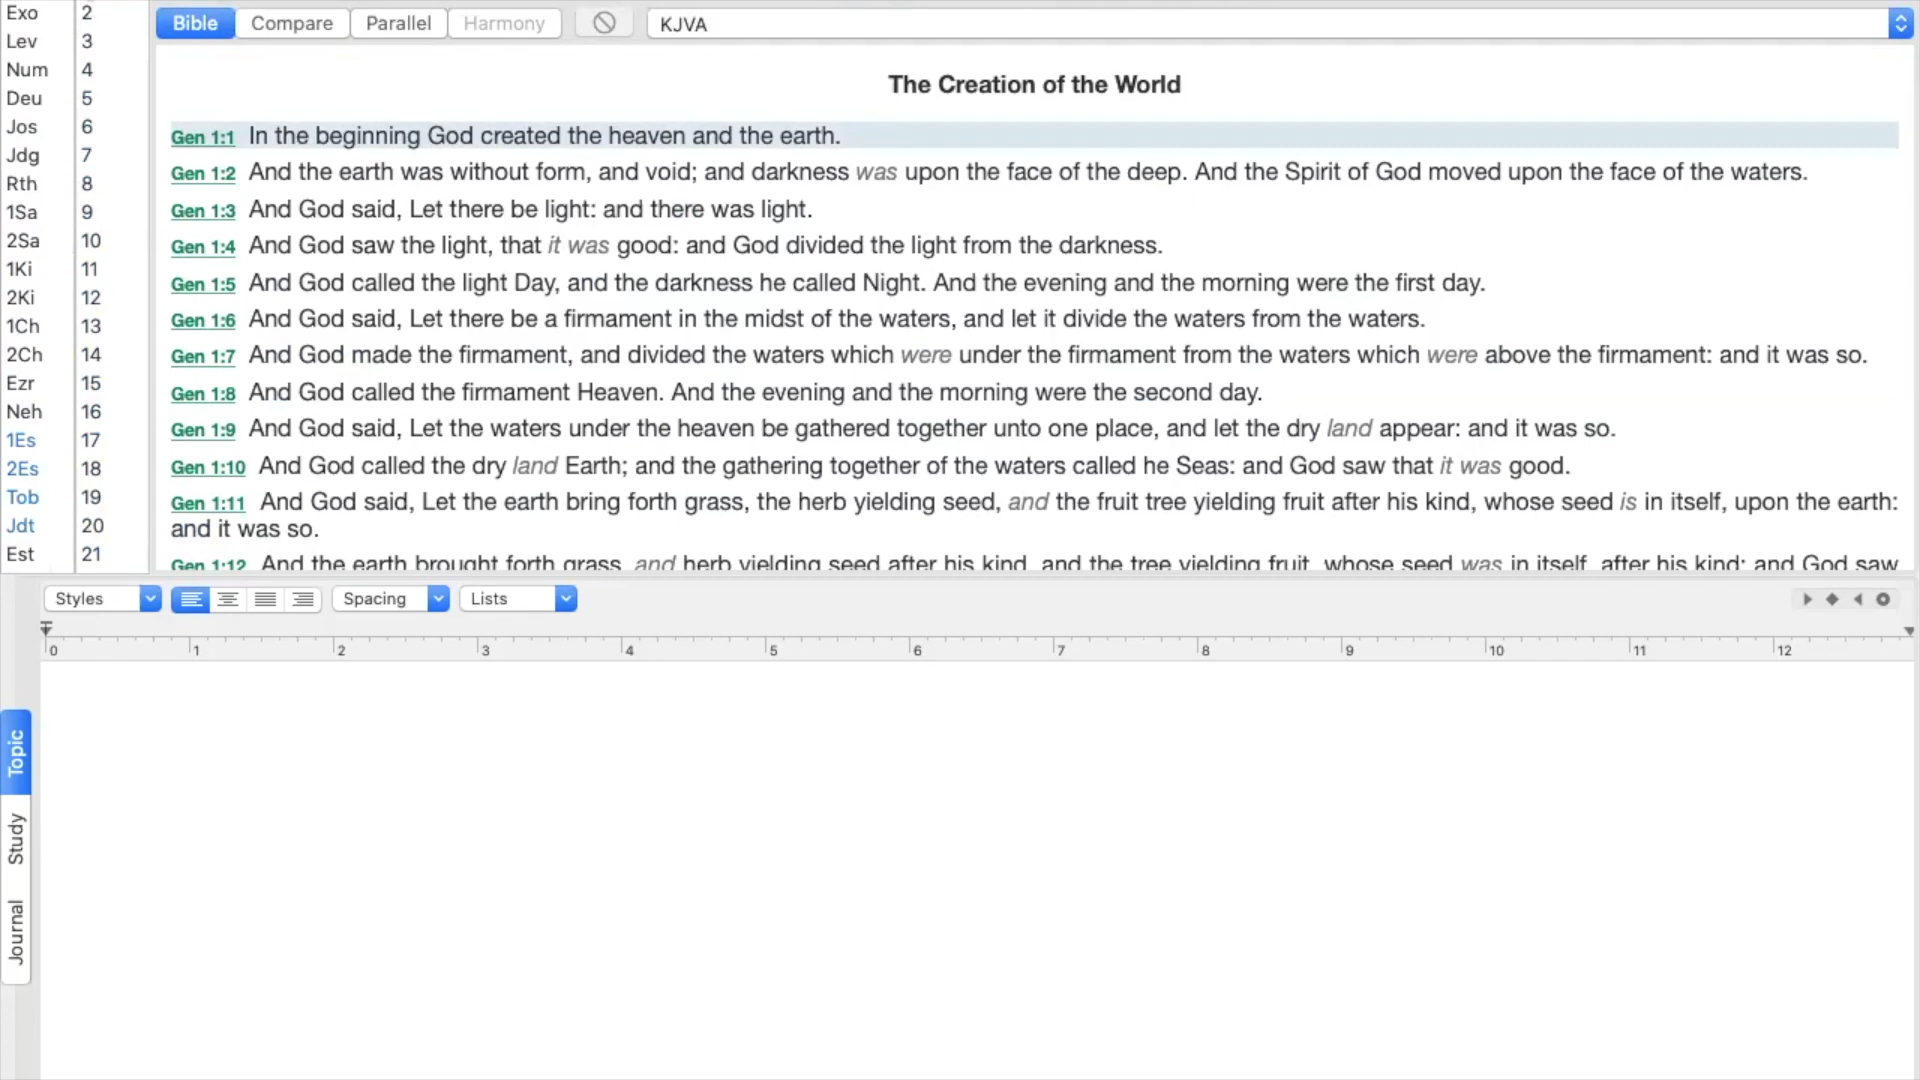 Exo 2
Lev 3
Num 4
Deu 5
Jos 6
Jdg 7
Rth 8
1Sa 9
2Sa 10
1Ki 11
2Ki 12
1Ch 13
2Ch 14
Ezr 15
Neh 16
1Es 17
2Es 18
Tob 19
Jdt 20
Est 21
Bible Compare Parallel Harmony KJVA
The Creation of the World
Gen 1:1 In the beginning God created the heaven and the earth.
Gen 1:2 And the earth was without form, and void; and darkness was upon the face of the deep. And the Spirit of God moved upon the face of the waters.
Gen 1:3 And God said, Let there be light: and there was light.
Gen 1:4 And God saw the light, that it was good: and God divided the light from the darkness.
Gen 1:5 And God called the light Day, and the darkness he called Night. And the evening and the morning were the first day.
Gen 1:6 And God said, Let there be a firmament in the midst of the waters, and let it divide the waters from the waters.
Gen 1:7 And God made the firmament, and divided the waters which were under the firmament from the waters which were above the firmament: and it was so.
Gen 1:8 And God called the firmament Heaven. And the evening and the morning were the second day.
Gen 1:9 And God said, Let the waters under the heaven be gathered together unto one place, and let the dry land appear: and it was so.
Gen 1:10 And God called the dry land Earth; and the gathering together of the waters called he Seas: and God saw that it was good.
Gen 1:11 And God said, Let the earth bring forth grass, the herb yielding seed, and the fruit tree yielding fruit after his kind, whose seed is in itself, upon the earth:
and it was so.
Gen 1:12 And the earth brought forth grass, and herb yielding seed after his kind, and the tree yielding fruit, whose seed was in itself, after his kind: and God saw
Styles Spacing Lists
0 1 2 3 4 5 6 7 8 9 10 11 12
Topic
Study
Journal